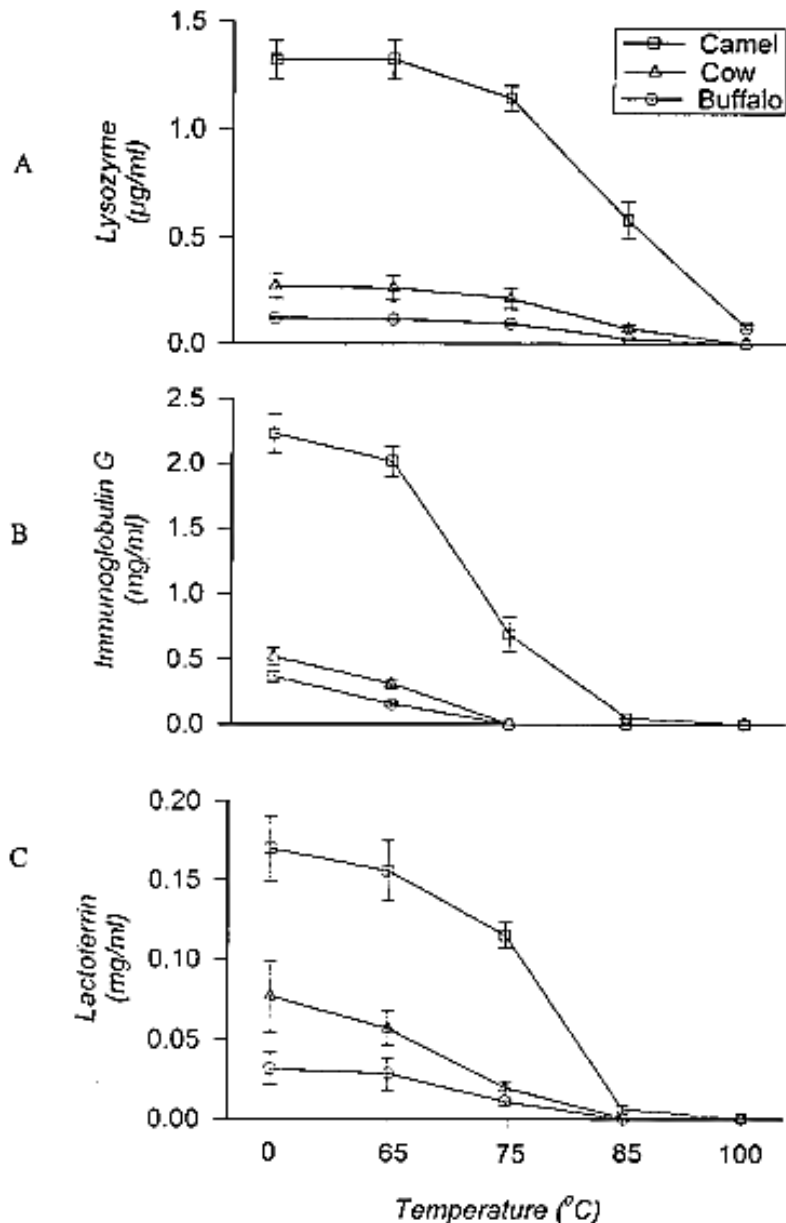 1.5
Camel
Cow
Buffalo
A
Lysozyme
(µg/ml)
1.0
0.5
0.0
2.5
B
Immunoglobulin G
(mg/ml)
2.0
1.5
1.0
0.5
0.0
0.20
C
Lactoferrin
(mg/ml)
0.15
0.10
0.05
0.00
0 65 75 85 100
Temperature (°C)